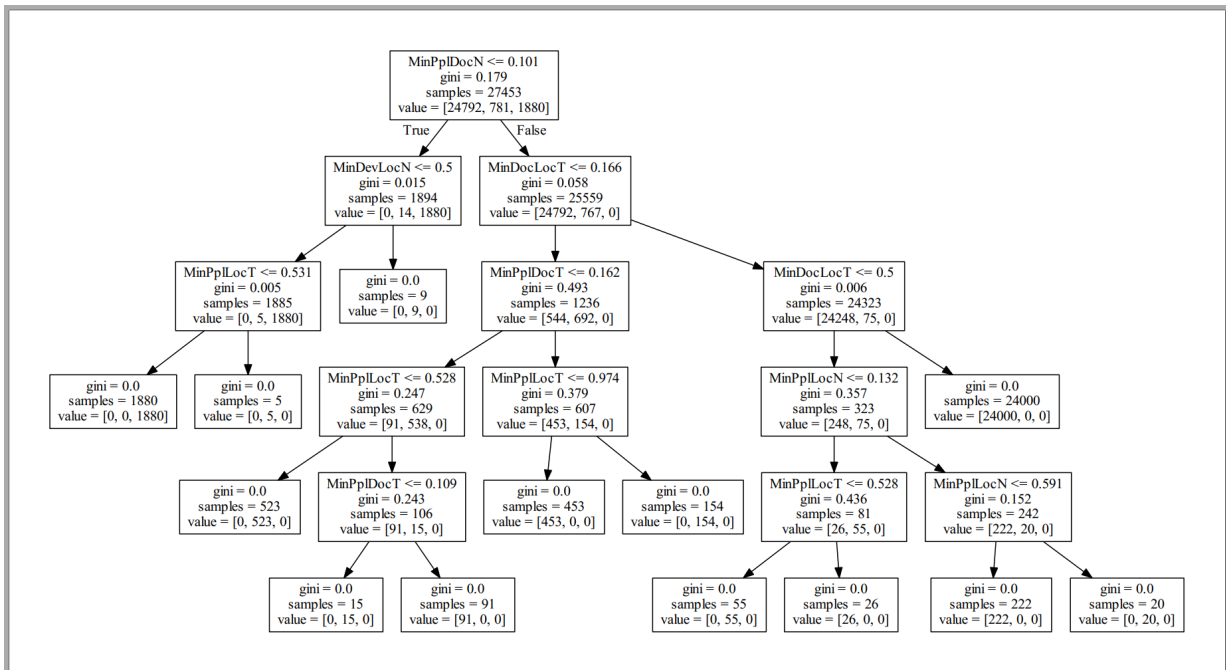 MinPplDocN <= 0.101
gini = 0.179
samples = 27453
value = [24792, 781, 1880]
True
False
MinDevLocN <= 0.5
gini = 0.015
samples = 1894
value = [0, 14, 1880]
MinDocLocT <= 0.166
gini = 0.058
samples = 25559
value = [24792, 767, 0]
MinPplLocT <= 0.531
gini = 0.005
samples = 1885
value = [0, 5, 1880]
gini = 0.0
samples = 9
value = [0, 9, 0]
MinPplDocT <= 0.162
gini = 0.493
samples = 1236
value = [544, 692, 0]
MinDocLocT <= 0.5
gini = 0.006
samples = 24323
value = [24248, 75, 0]
gini = 0.0
samples = 1880
value = [0, 0, 1880]
gini = 0.0
samples = 5
value = [0, 5, 0]
MinPplLocT <= 0.528
gini = 0.247
samples = 629
value = [91, 538, 0]
MinPplLocT <= 0.974
gini = 0.379
samples = 607
value = [453, 154, 0]
MinPplLocN <= 0.132
gini = 0.357
samples = 323
value = [248, 75, 0]
gini = 0.0
samples = 24000
value = [24000, 0, 0]
gini = 0.0
samples = 523
value = [0, 523, 0]
MinPplDocT <= 0.109
gini = 0.243
samples = 106
value = [91, 15, 0]
gini = 0.0
samples = 453
value = [453, 0, 0]
gini = 0.0
samples = 154
value = [0, 154, 0]
MinPplLocT <= 0.528
gini = 0.436
samples = 81
value = [26, 55, 0]
MinPplLocN <= 0.591
gini = 0.152
samples = 242
value = [222, 20, 0]
gini = 0.0
samples = 15
value = [0, 15, 0]
gini = 0.0
samples = 91
value = [91, 0, 0]
gini = 0.0
samples = 55
value = [0, 55, 0]
gini = 0.0
samples = 26
value = [26, 0, 0]
gini = 0.0
samples = 222
value = [222, 0, 0]
gini = 0.0
samples = 20
value = [0, 20, 0]